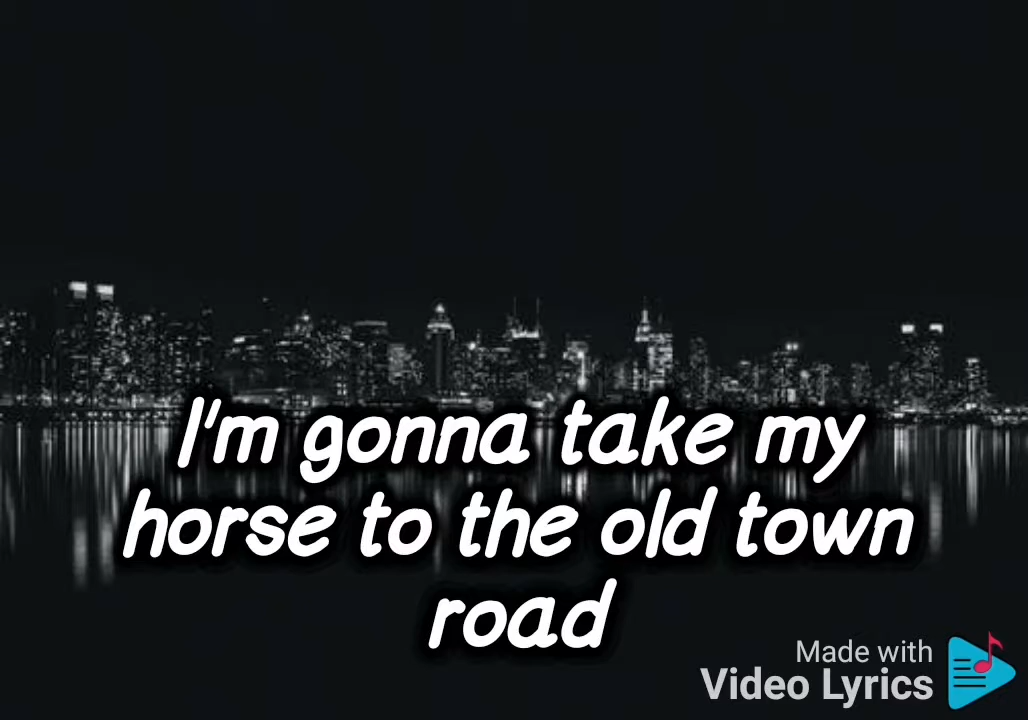 I'm gonna take my
horse to the old town
road
Made with
Video Lyrics